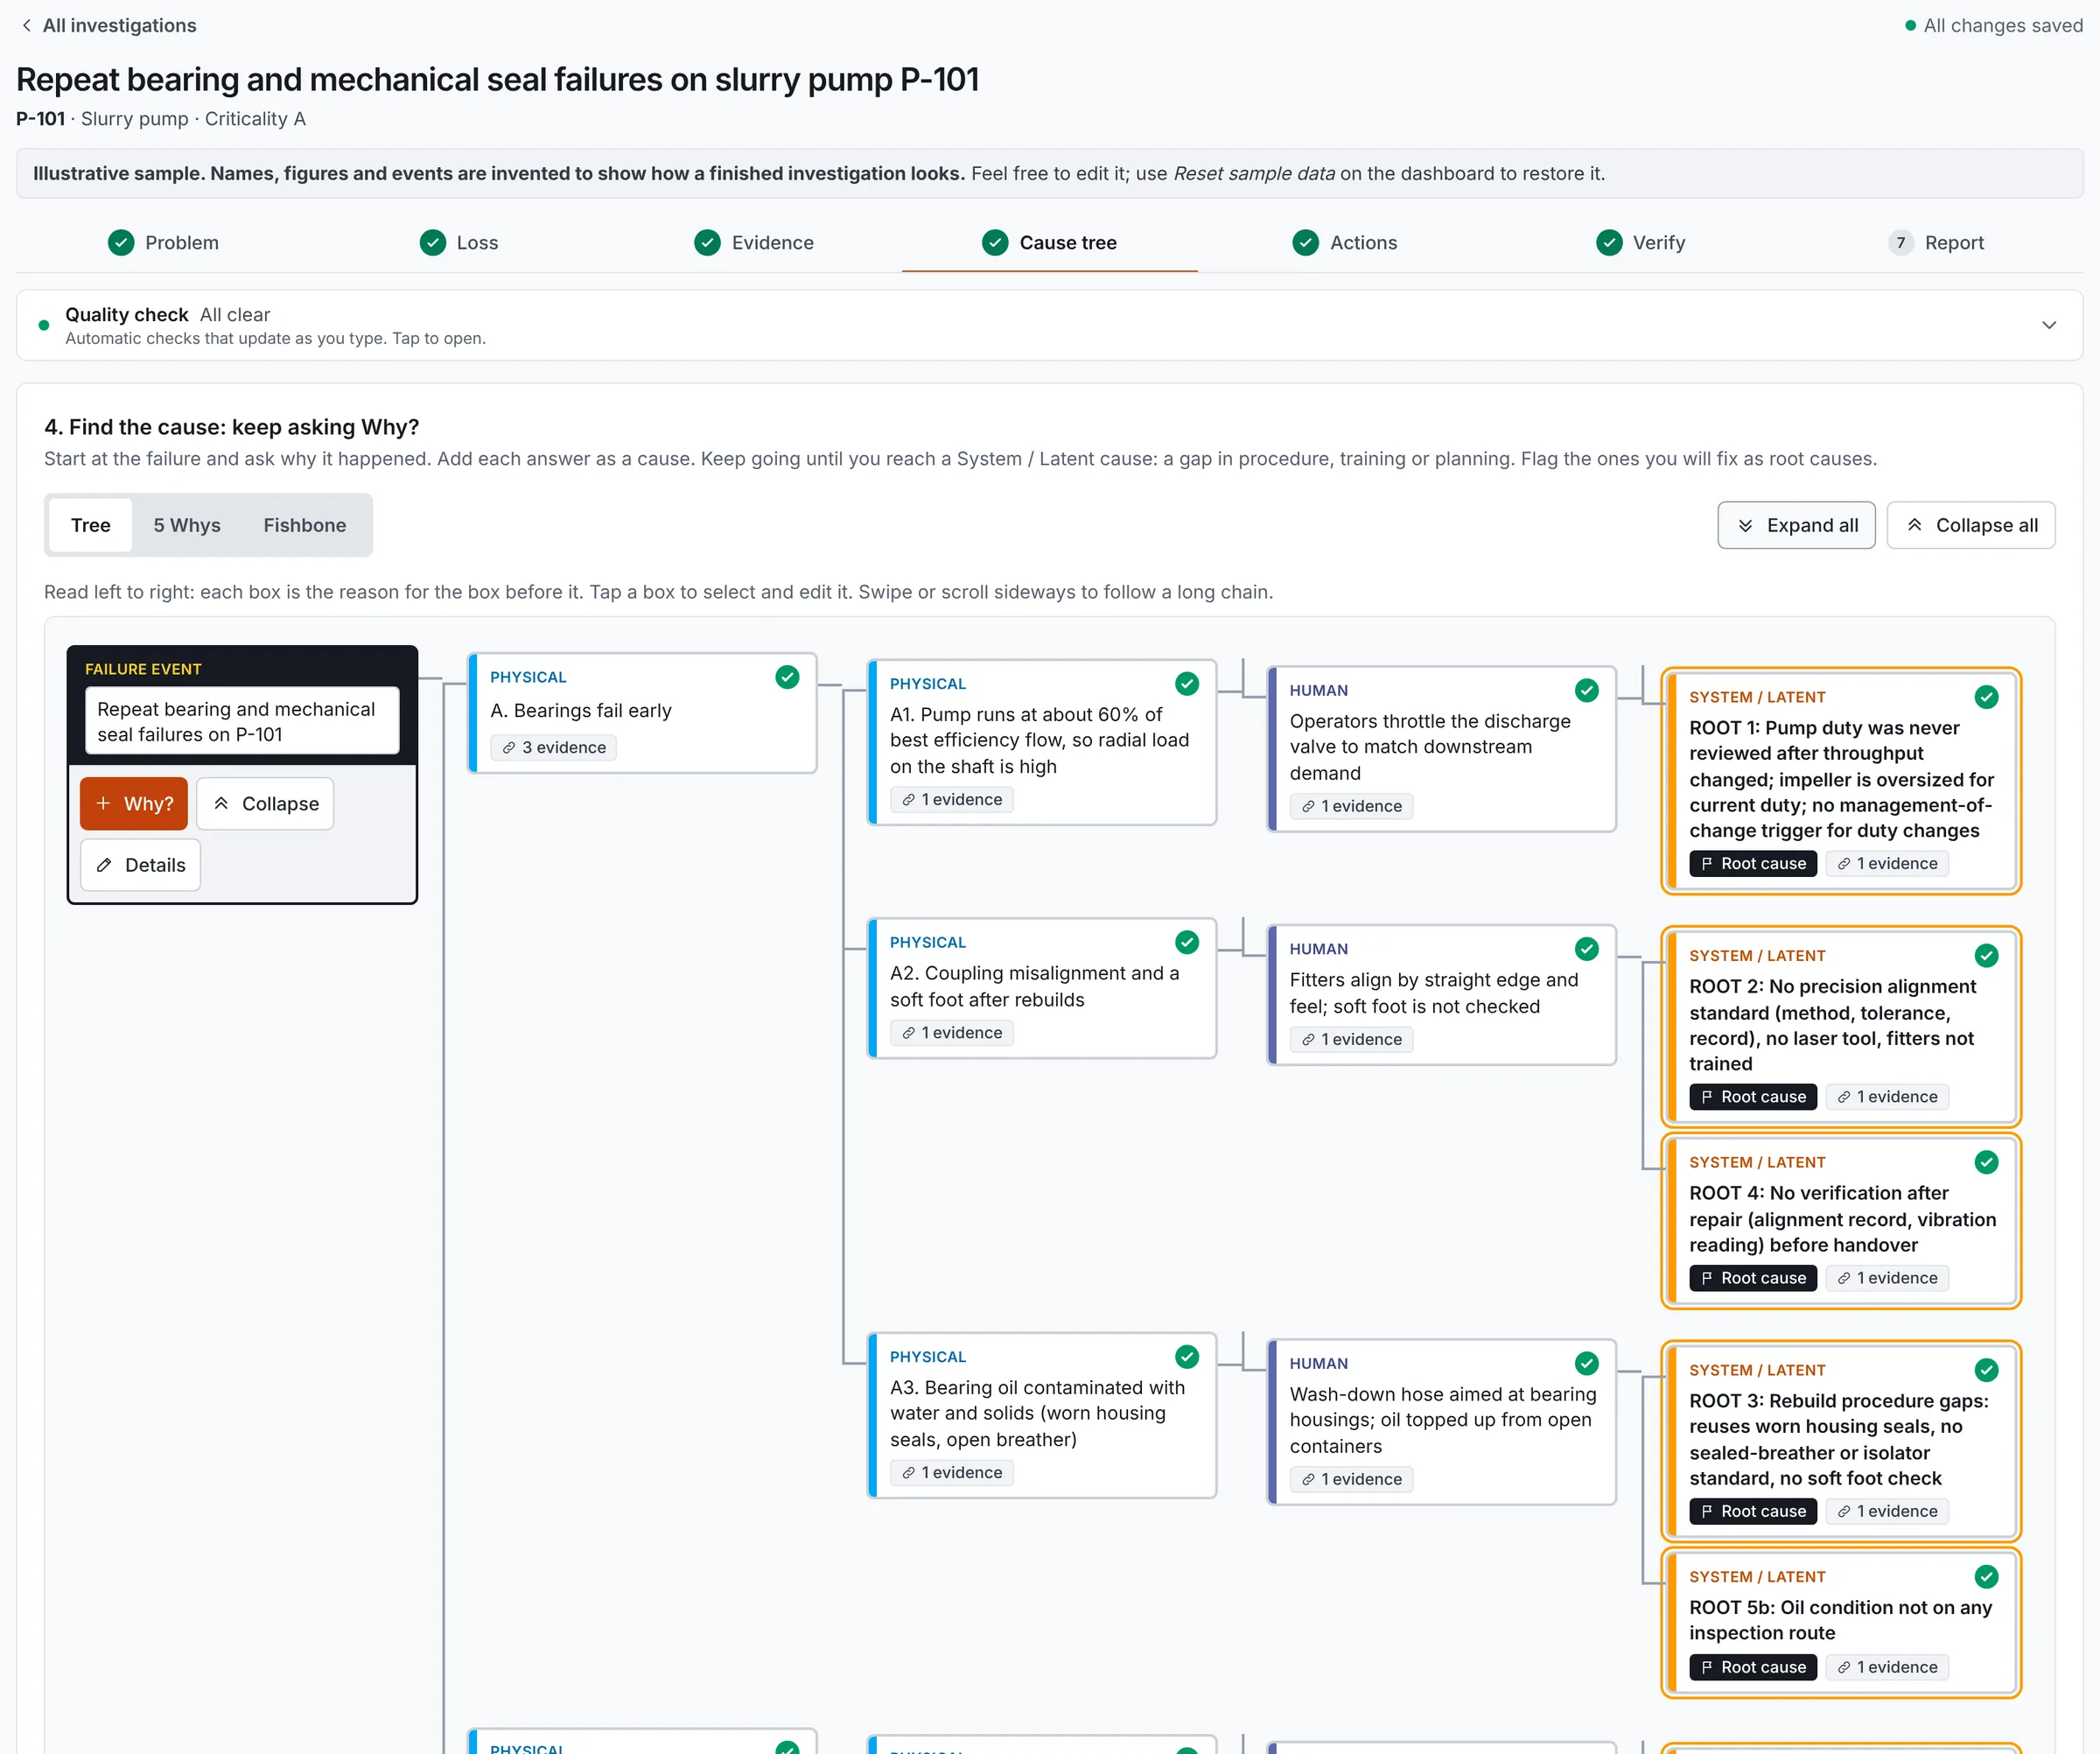 All investigations
All changes saved
Repeat bearing and mechanical seal failures on slurry pump P-101
P-101 · Slurry pump · Criticality A
Illustrative sample. Names, figures and events are invented to show how a finished investigation looks. Feel free to edit it; use Reset sample data on the dashboard to restore it.
Problem
Loss
Evidence
Cause tree
Actions
Verify
7 Report
Quality check All clear
Automatic checks that update as you type. Tap to open.
4. Find the cause: keep asking Why?
Start at the failure and ask why it happened. Add each answer as a cause. Keep going until you reach a System / Latent cause: a gap in procedure, training or planning. Flag the ones you will fix as root causes.
Tree
5 Whys
Fishbone
Expand all
Collapse all
Read left to right: each box is the reason for the box before it. Tap a box to select and edit it. Swipe or scroll sideways to follow a long chain.
FAILURE EVENT
Repeat bearing and mechanical
seal failures on P-101
+ Why?
Collapse
Details
PHYSICAL
A. Bearings fail early
3 evidence
PHYSICAL
A1. Pump runs at about 60% of
best efficiency flow, so radial load
on the shaft is high
1 evidence
HUMAN
Operators throttle the discharge
valve to match downstream
demand
1 evidence
SYSTEM / LATENT
ROOT 1: Pump duty was never
reviewed after throughput
changed; impeller is oversized for
current duty; no management-of-
change trigger for duty changes
Root cause
1 evidence
PHYSICAL
A2. Coupling misalignment and a
soft foot after rebuilds
1 evidence
HUMAN
Fitters align by straight edge and
feel; soft foot is not checked
1 evidence
SYSTEM / LATENT
ROOT 2: No precision alignment
standard (method, tolerance,
record), no laser tool, fitters not
trained
Root cause
1 evidence
SYSTEM / LATENT
ROOT 4: No verification after
repair (alignment record, vibration
reading) before handover
Root cause
1 evidence
PHYSICAL
A3. Bearing oil contaminated with
water and solids (worn housing
seals, open breather)
1 evidence
HUMAN
Wash-down hose aimed at bearing
housings; oil topped up from open
containers
1 evidence
SYSTEM / LATENT
ROOT 3: Rebuild procedure gaps:
reuses worn housing seals, no
sealed-breather or isolator
standard, no soft foot check
Root cause
1 evidence
SYSTEM / LATENT
ROOT 5b: Oil condition not on any
inspection route
Root cause
1 evidence
PHYSICAL